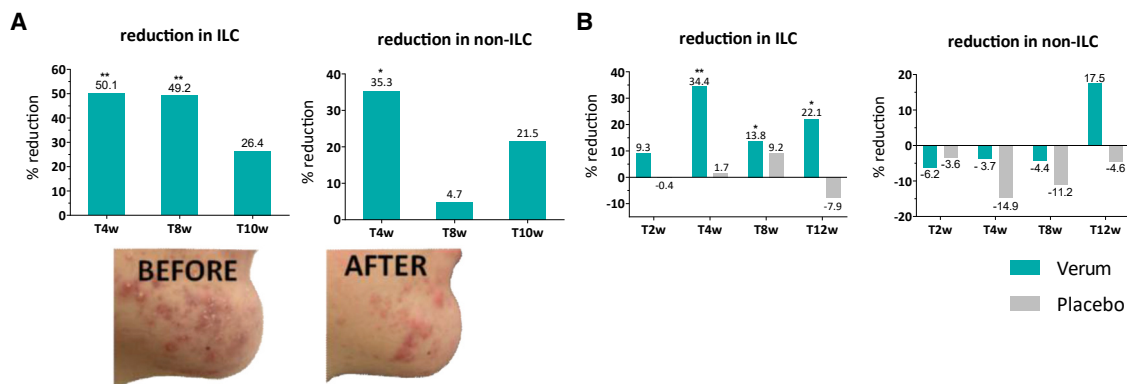 A
reduction in ILC
% reduction
60
50
40
30
20
10
0
**
50.1
**
49.2
26.4
T4w
T8w
T10w
reduction in non-ILC
% reduction
40
30
20
10
0
*
35.3
4.7
21.5
T4w
T8w
T10w
BEFORE
AFTER
B
reduction in ILC
% reduction
40
30
20
10
0
-10
9.3
-0.4
**
34.4
1.7
*
13.8
9.2
*
22.1
-7.9
T2w
T4w
T8w
T12w
reduction in non-ILC
% reduction
20
15
10
5
0
-5
-10
-15
-20
-6.2
-3.6
- 3.7
-14.9
-4.4
-11.2
17.5
-4.6
T2w
T4w
T8w
T12w
Verum
Placebo